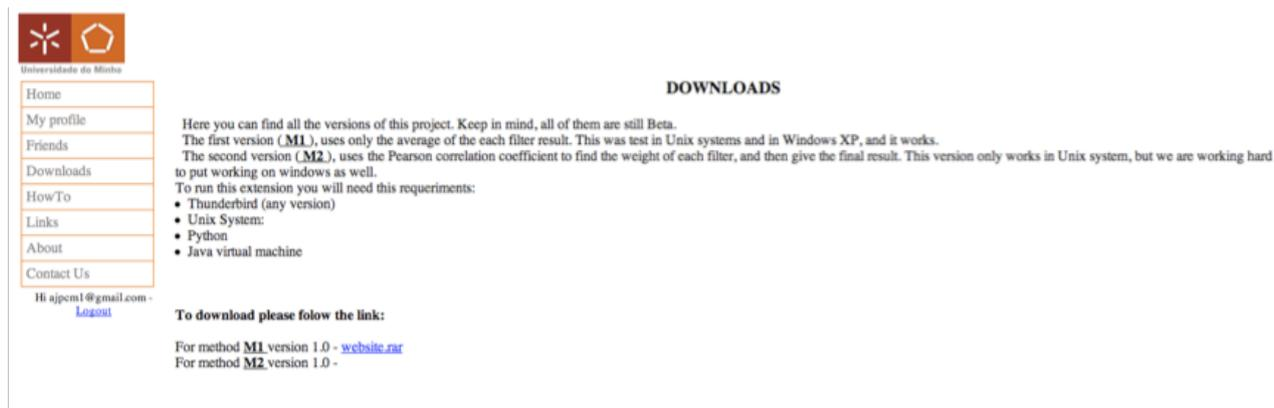 Universidade do Minho
Home
My profile
Friends
Downloads
HowTo
Links
About
Contact Us
Hi ajpcm1@gmail.com -
Logout
DOWNLOADS
Here you can find all the versions of this project. Keep in mind, all of them are still Beta.
The first version ( M1 ), uses only the average of the each filter result. This was test in Unix systems and in Windows XP, and it works.
The second version ( M2 ), uses the Pearson correlation coefficient to find the weight of each filter, and then give the final result. This version only works in Unix system, but we are working hard
to put working on windows as well.
To run this extension you will need this requeriments:
• Thunderbird (any version)
• Unix System:
• Python
• Java virtual machine
To download please folow the link:
For method M1 version 1.0 - website.rar
For method M2 version 1.0 -